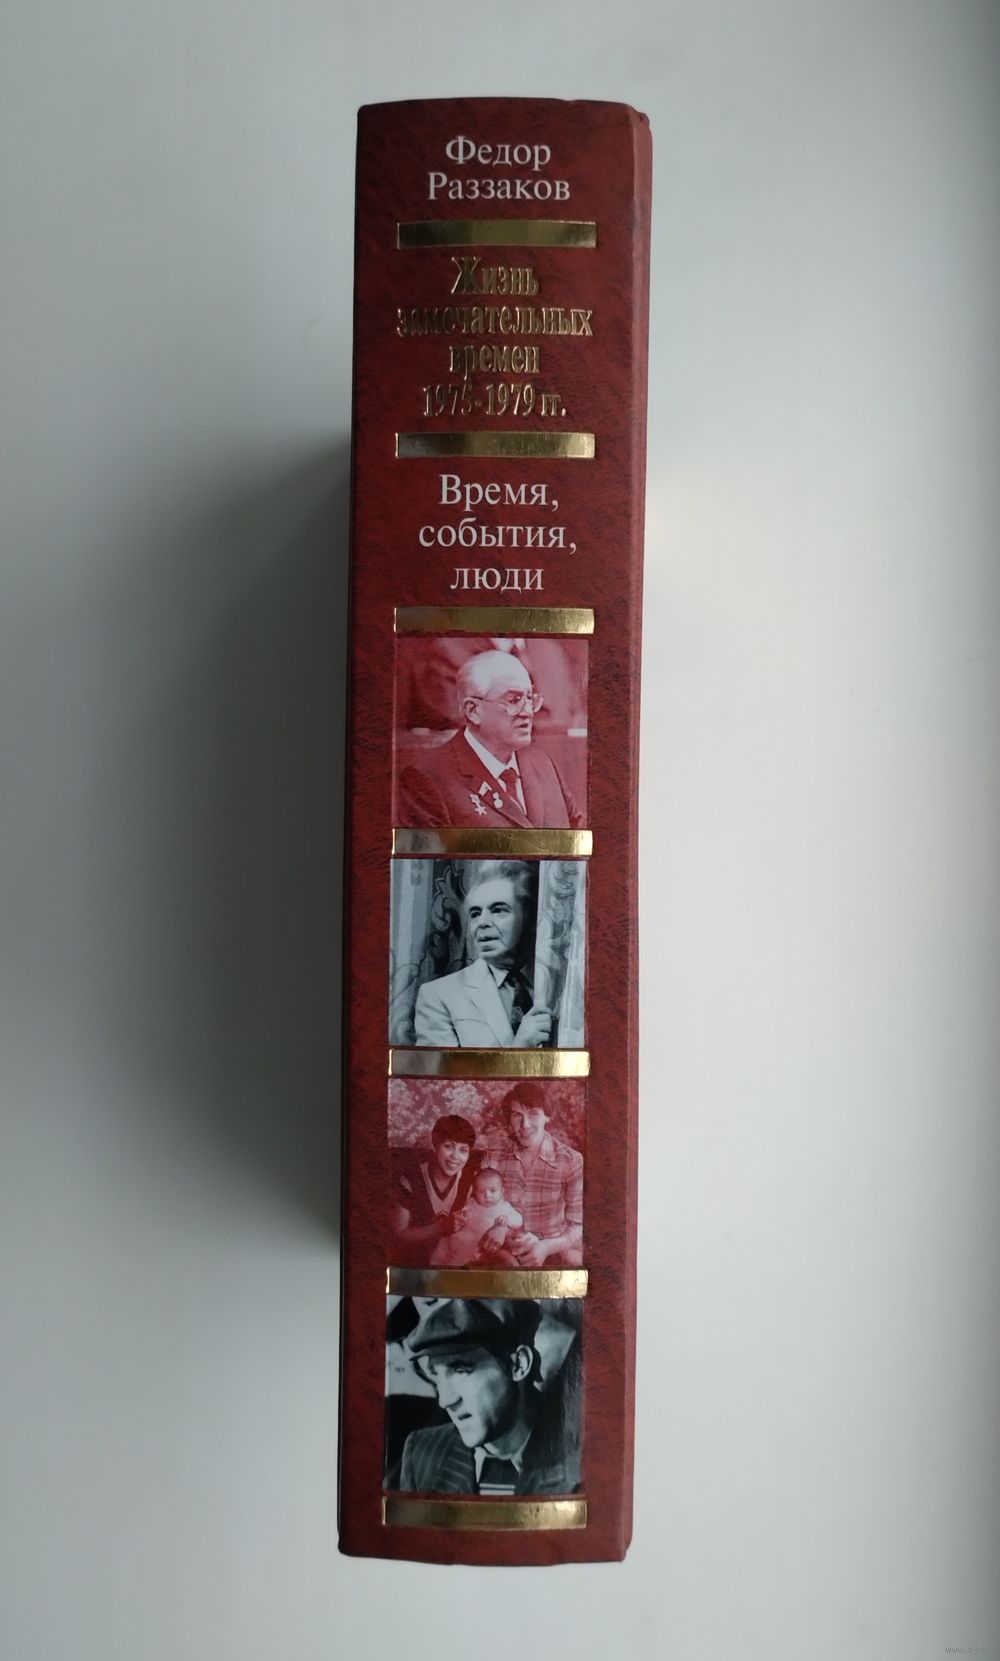 Федор
Раззаков
Жизнь
замечательных
времен
1975-1979 гг.
Время,
события,
люди